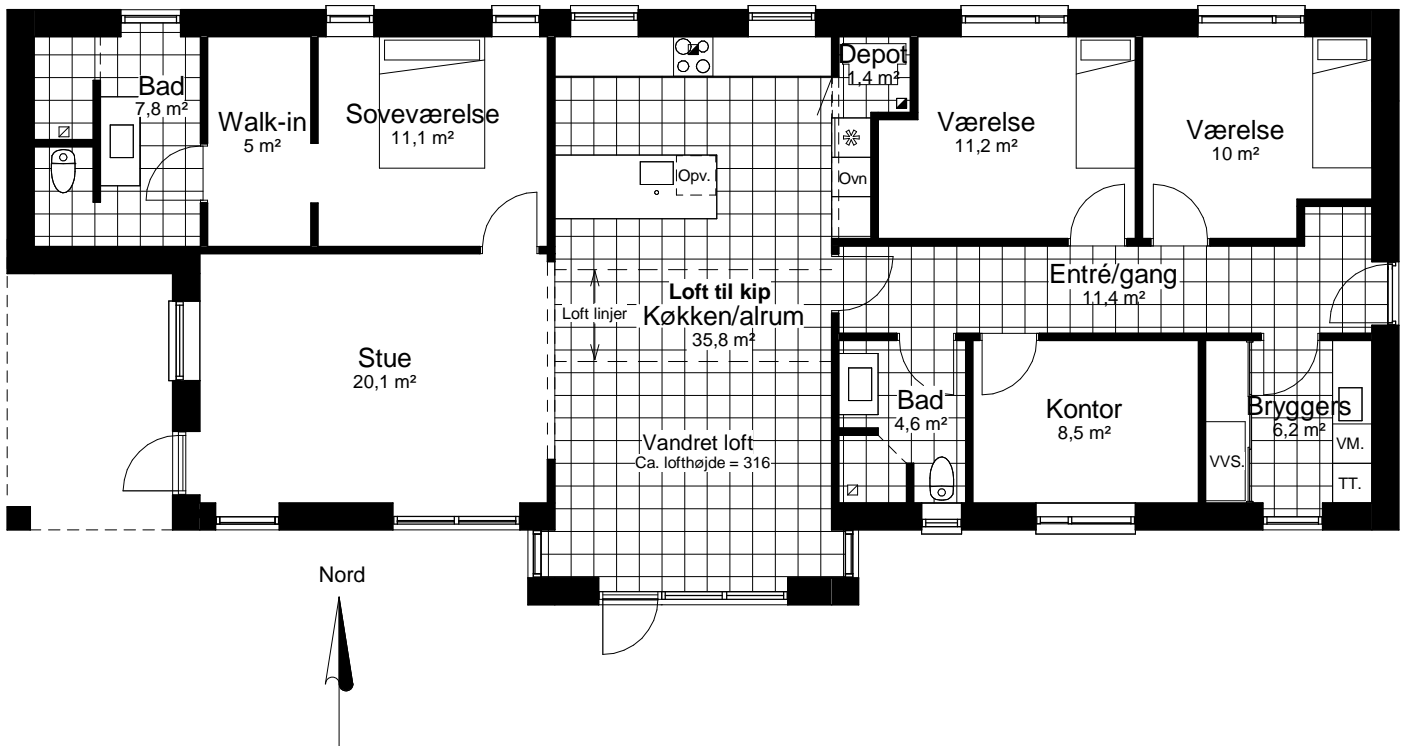 Bad
7,8 m²
Walk-in
5 m²
Soveværelse
11,1 m²
Depot
1,4 m²
Værelse
11,2 m²
Værelse
10 m²
Opv.
Ovn
Entré/gang
11,4 m²
Loft til kip
Køkken/alrum
35,8 m²
Loft linjer
Stue
20,1 m²
Vandret loft
Ca. lofthøjde = 316
Bad
4,6 m²
Kontor
8,5 m²
Bryggers
6,2 m²
VVS.
VM.
TT.
Nord